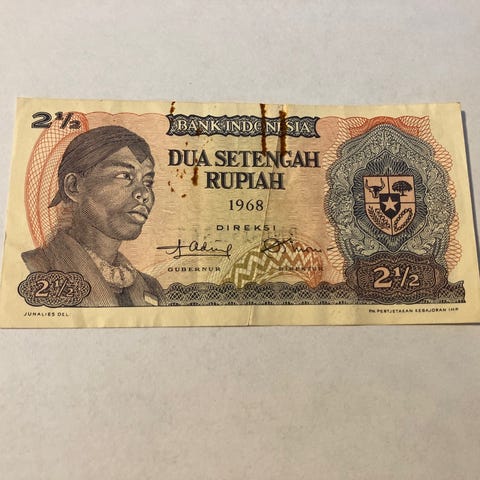 2½
BANK INDONESIA
DUA SETENGAH
RUPIAH
1968
DIREKSI
GUBERNUR
DIREKTUR
2½
2½
JUNALIES DEL.
PN. PERTJETAKAN KEBAJORAN IMP.